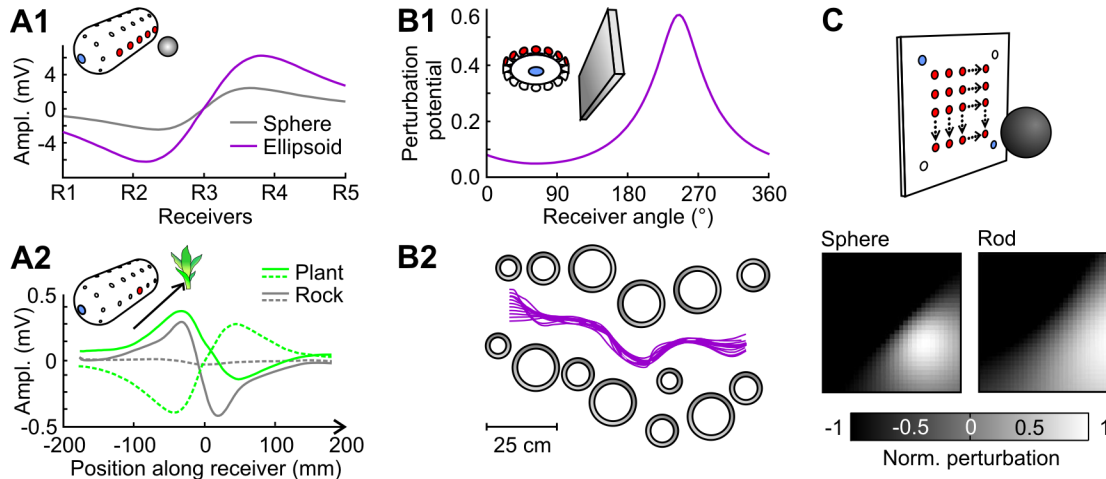 A1
Ampl. (mV)
4
0
-4
Sphere
Ellipsoid
R1 R2 R3 R4 R5
Receivers
A2
Ampl. (mV)
0.5
0
-0.5
Plant
Rock
-200 -100 0 100 200
Position along receiver (mm)
B1
Perturbation
potential
0.6
0.4
0.2
0.0
0 90 180 270 360
Receiver angle (°)
B2
25 cm
C
Sphere Rod
-1 -0.5 0 0.5 1
Norm. perturbation